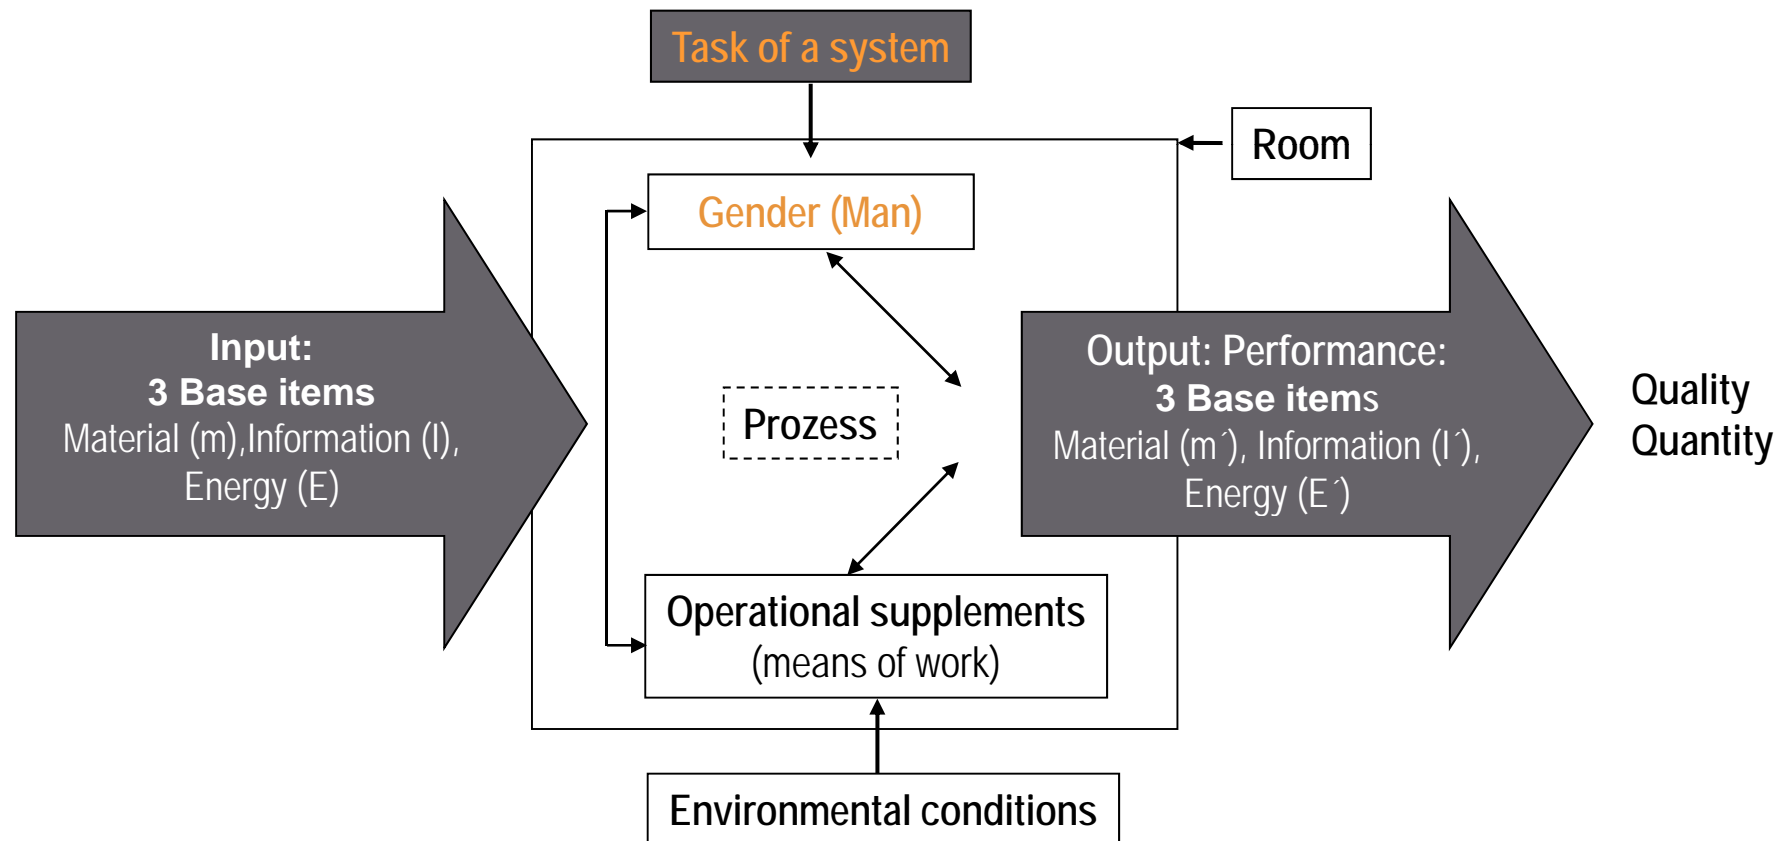 Task of a system
Room
Gender (Man)
Input:
3 Base items
Material (m),Information (I),
Energy (E)
Prozess
Output: Performance:
3 Base items
Material (m´), Information (I´),
Energy (E´)
Quality
Quantity
Operational supplements
(means of work)
Environmental conditions